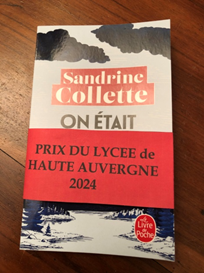 Sandrine
Collette
ON ÉTAIT
PRIX DU LYCEE de
HAUTE AUVERGNE
2024
Le Livre
de
Poche